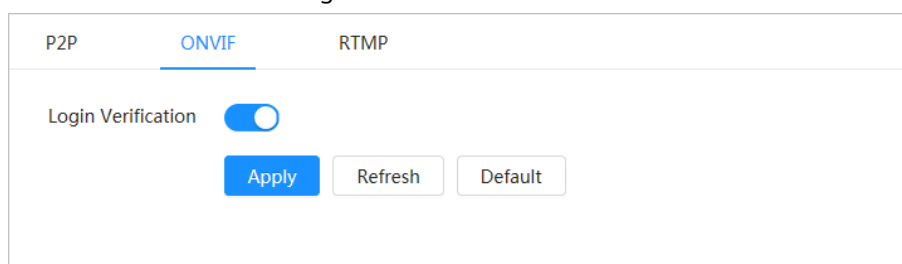 P2P ONVIF RTMP
Login Verification
Apply Refresh Default